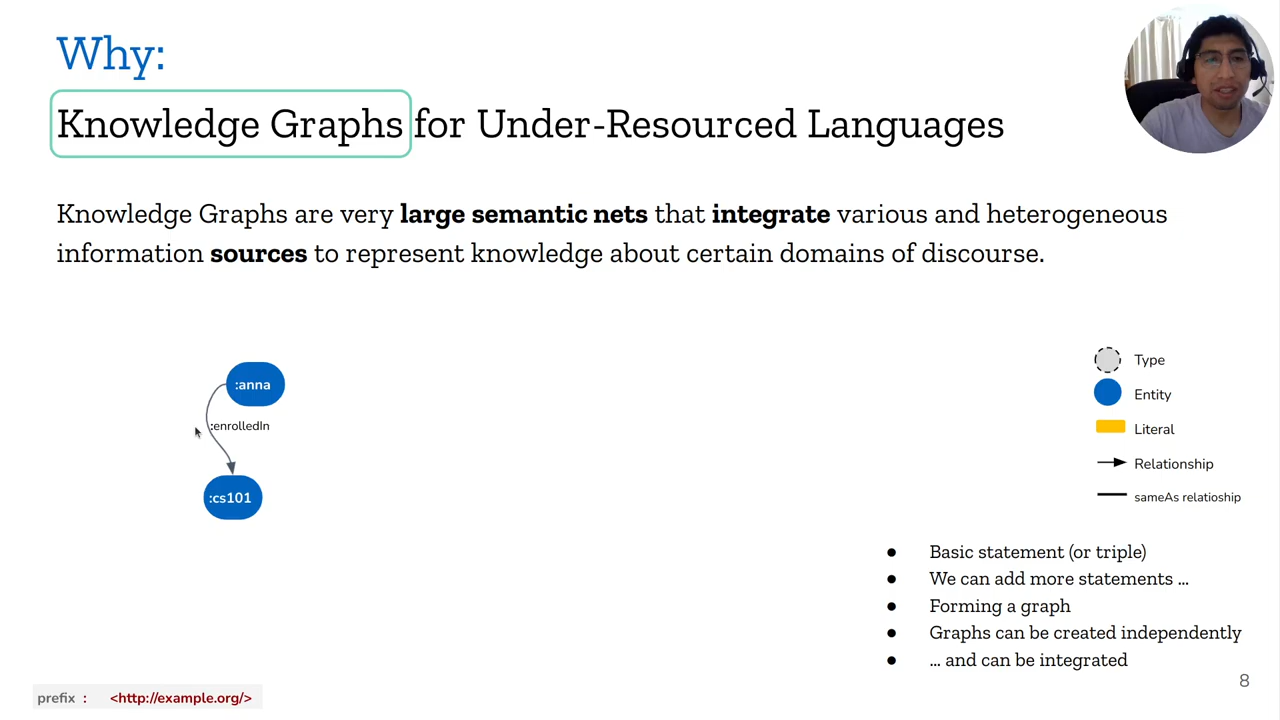 Why:
Knowledge Graphs for Under-Resourced Languages
Knowledge Graphs are very large semantic nets that integrate various and heterogeneous
information sources to represent knowledge about certain domains of discourse.
:anna
:enrolledIn
:cs101
Type
Entity
Literal
Relationship
sameAs relatioship
● Basic statement (or triple)
● We can add more statements ...
● Forming a graph
● Graphs can be created independently
● ... and can be integrated
8
prefix : <http://example.org/>